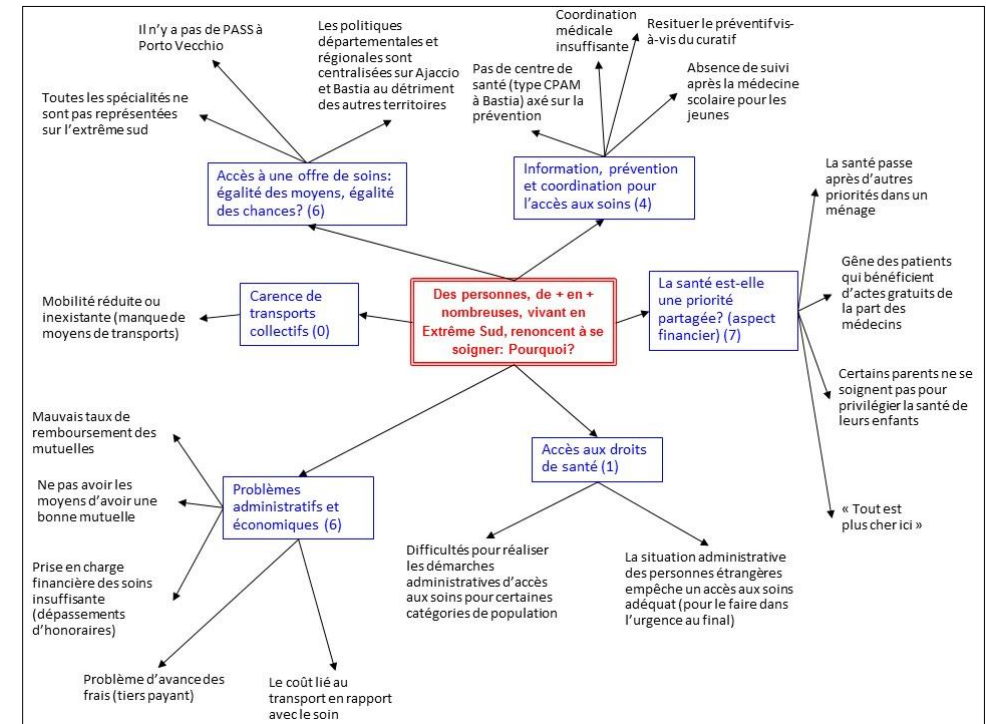 Il n'y a pas de PASS à
Porto Vecchio
Les politiques
départementales et
régionales sont
centralisées sur Ajaccio
et Bastia au détriment
des autres territoires
Coordination
médicale
insuffisante
Resituer le préventif vis-
à-vis du curatif
Toutes les spécialités ne
sont pas représentées
sur l'extrême sud
Pas de centre de
santé (type CPAM
à Bastia) axé sur la
prévention
Absence de suivi
après la médecine
scolaire pour les
jeunes
Accès à une offre de soins:
égalité des moyens, égalité
des chances? (6)
Information, prévention
et coordination pour
l'accès aux soins (4)
La santé passe
après d'autres
priorités dans un
ménage
Mobilité réduite ou
inexistante (manque de
moyens de transports)
Carence de
transports
collectifs (0)
Des personnes, de + en +
nombreuses, vivant en
Extrême Sud, renoncent à se
soigner: Pourquoi?
La santé est-elle
une priorité
partagée? (aspect
financier) (7)
Gêne des patients
qui bénéficient
d'actes gratuits de
la part des
médecins
Certains parents ne se
soignent pas pour
privilégier la santé de
leurs enfants
« Tout est
plus cher ici »
Mauvais taux de
remboursement des
mutuelles
Ne pas avoir les
moyens d'avoir une
bonne mutuelle
Prise en charge
financière des soins
insuffisante
(dépassements
d'honoraires)
Problèmes
administratifs et
économiques (6)
Accès aux droits
de santé (1)
Difficultés pour réaliser
les démarches
administratives d'accès
aux soins pour certaines
catégories de population
La situation administrative
des personnes étrangères
empêche un accès aux soins
adéquat (pour le faire dans
l'urgence au final)
Problème d'avance des
frais (tiers payant)
Le coût lié au
transport en rapport
avec le soin